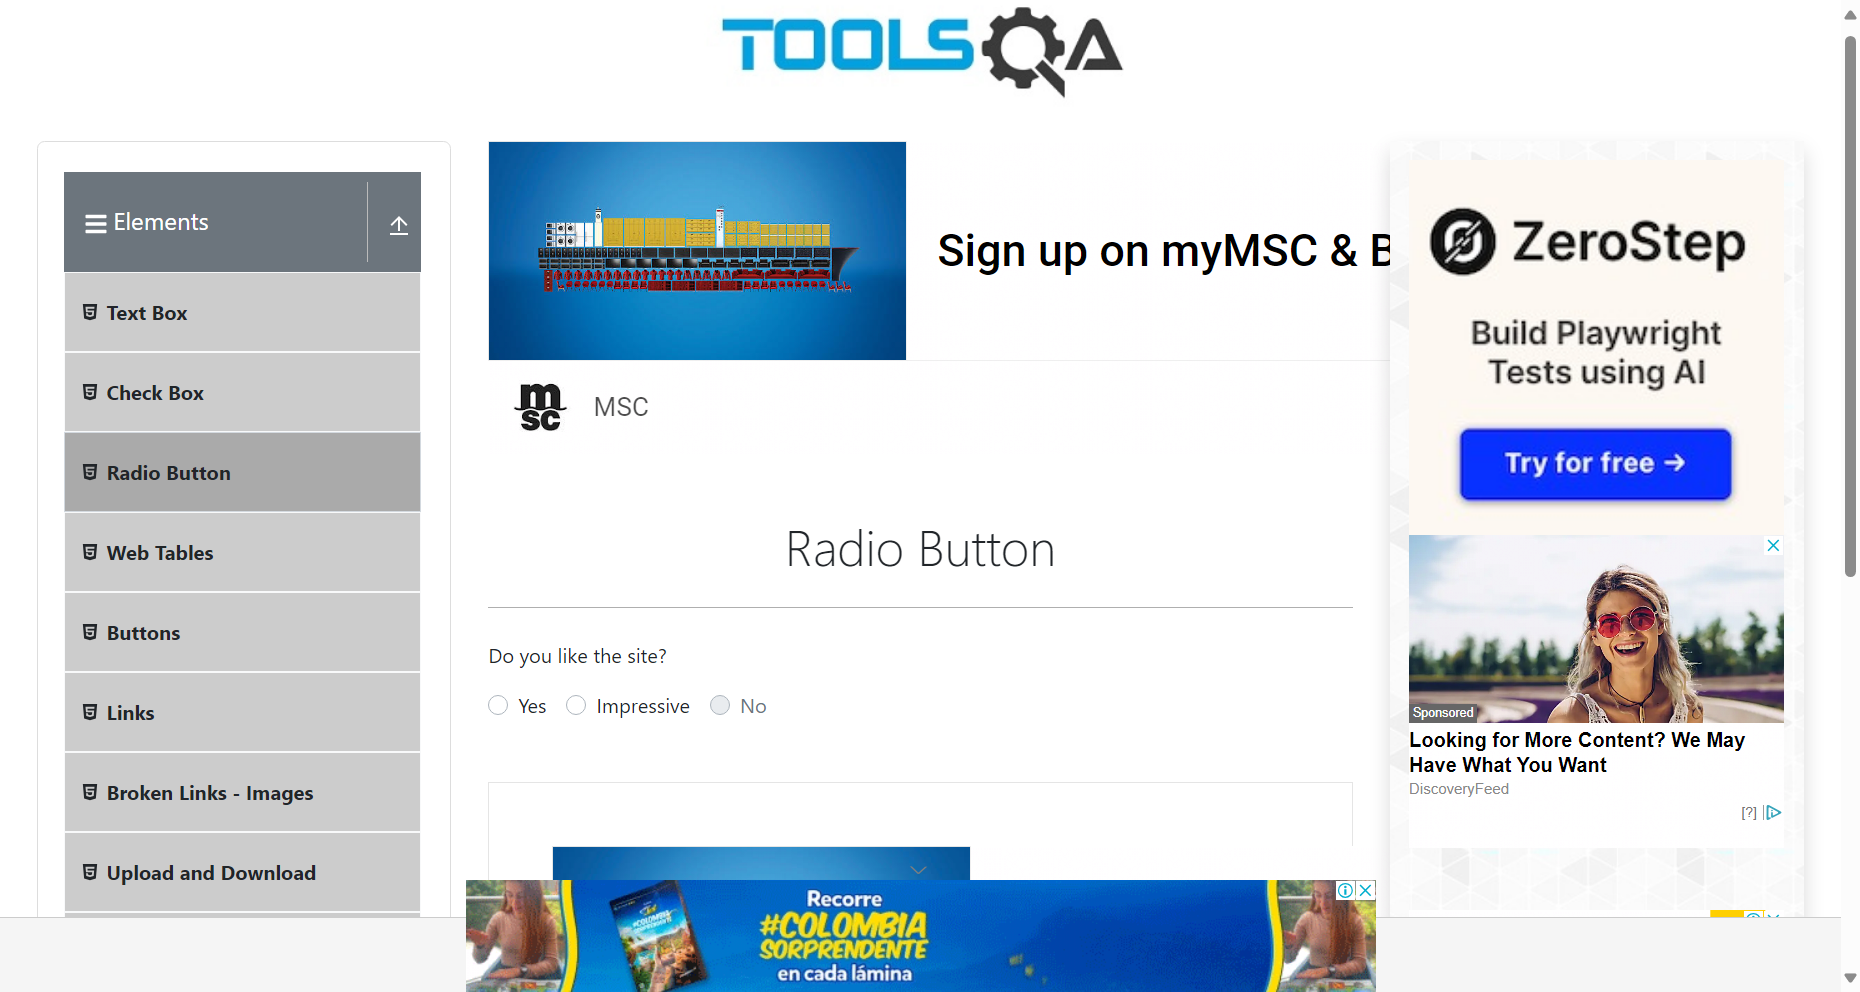 TOOLSQA
Elements
Text Box
Check Box
Radio Button
Web Tables
Buttons
Links
Broken Links - Images
Upload and Download
Sign up on myMSC & B
msc
MSC
Radio Button
Do you like the site?
Yes
Impressive
No
ZeroStep
Build Playwright
Tests using AI
Try for free →
Sponsored
Looking for More Content? We May
Have What You Want
DiscoveryFeed
[?]
Recorre
#COLOMBIA
SORPRENDENTE
en cada lámina